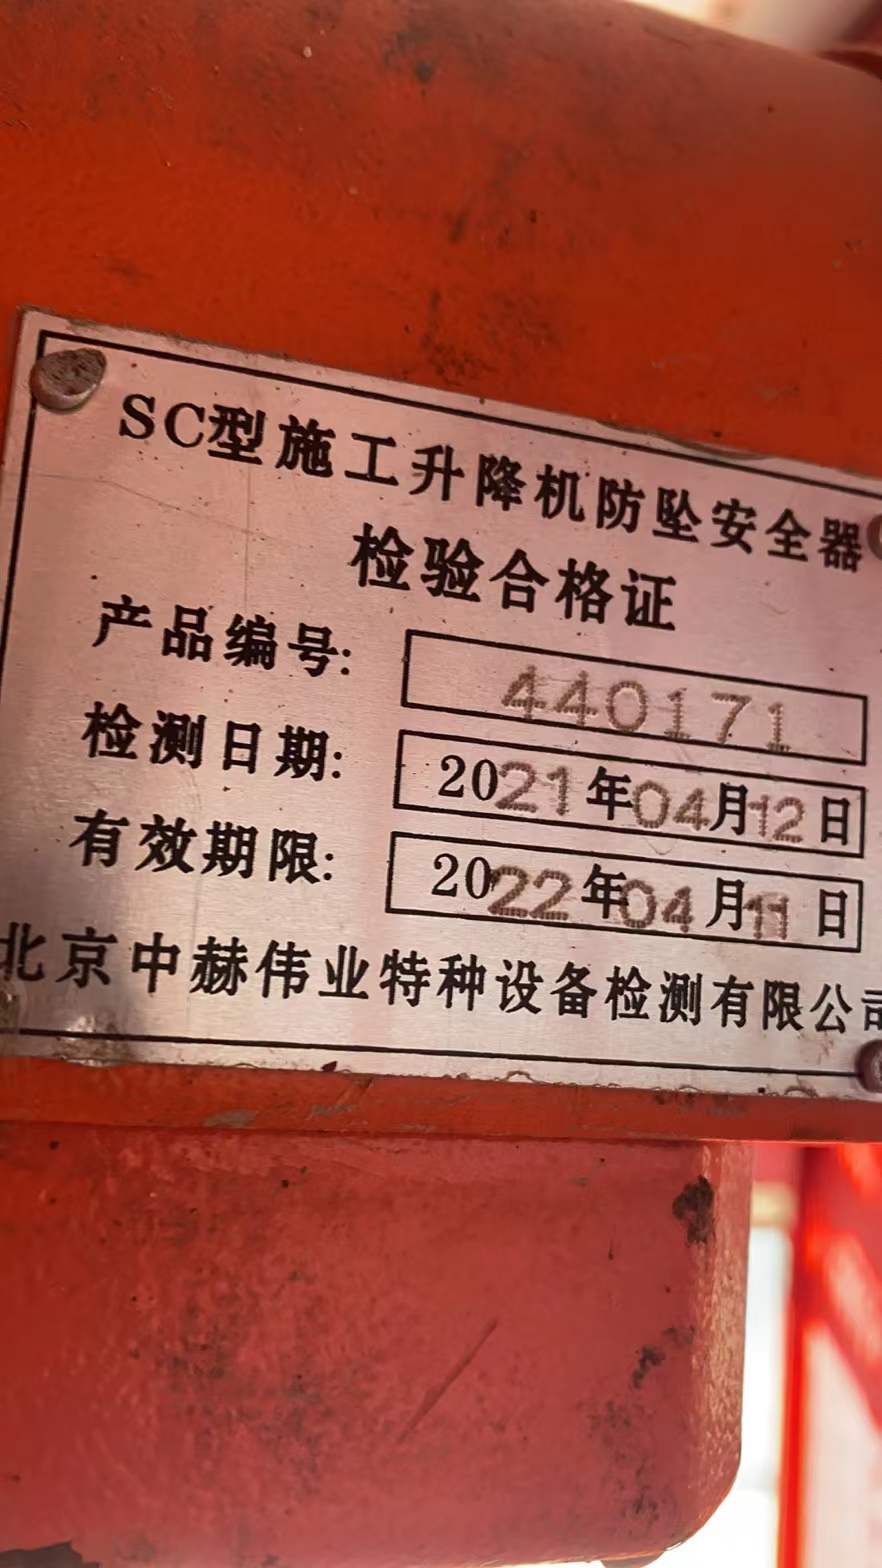 SC型施工升降机防坠安全器
检验合格证
产品编号: 440171
检测日期: 2021年04月12日
有效期限: 2022年04月11日
北京中赫伟业特种设备检测有限公司